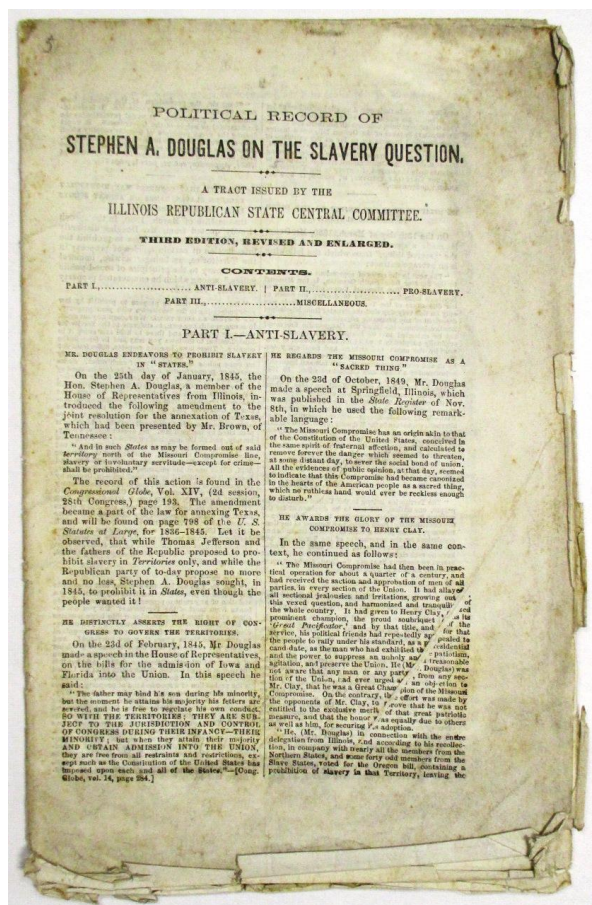 5
POLITICAL RECORD OF
STEPHEN A. DOUGLAS ON THE SLAVERY QUESTION.
A TRACT ISSUED BY THE
ILLINOIS REPUBLICAN STATE CENTRAL COMMITTEE.
THIRD EDITION, REVISED AND ENLARGED.
CONTENTS.
PART I.,...................... ANTI-SLAVERY. | PART II.,...................... PRO-SLAVERY.
PART III.,......................MISCELLANEOUS.
PART I.—ANTI-SLAVERY.
MR. DOUGLAS ENDEAVORS TO PROHIBIT SLAVERY
IN "STATES."
On the 25th day of January, 1845, the
Hon. Stephen A. Douglas, a member of the
House of Representatives from Illinois, in-
troduced the following amendment to the
joint resolution for the annexation of Texas,
which had been presented by Mr. Brown, of
Tennessee:
"And in such States as may be formed out of said
territory north of the Missouri Compromise line,
slavery or involuntary servitude—except for crime—
shall be prohibited."
The record of this action is found in the
Congressional Globe, Vol. XIV, (2d session,
28th Congress,) page 193. The amendment
became a part of the law for annexing Texas,
and will be found on page 798 of the U. S.
Statutes at Large, for 1836-1845. Let it be
observed, that while Thomas Jefferson and
the fathers of the Republic proposed to pro-
hibit slavery in Territories only, and while the
Republican party of to-day propose no more
and no less, Stephen A. Douglas sought, in
1845, to prohibit it in States, even though the
people wanted it!
HE DISTINCTLY ASSERTS THE RIGHT OF CON-
GRESS TO GOVERN THE TERRITORIES.
On the 23d of February, 1845, Mr Douglas
made a speech in the House of Representatives,
on the bills for the admission of Iowa and
Florida into the Union. In this speech he
said:
"The father may bind his son during his minority,
but the moment he attains his majority his fetters are
severed, and he is free to regulate his own conduct.
SO WITH THE TERRITORIES; THEY ARE SUB-
JECT TO THE JURISDICTION AND CONTROL
OF CONGRESS DURING THEIR INFANCY—THEIR
MINORITY; but when they attain their majority
AND OBTAIN ADMISSION INTO THE UNION,
they are free from all restraints and restrictions, ex-
cept such as the Constitution of the United States has
imposed upon each and all of the States."—[Cong.
Globe, vol. 14, page 284.]
HE REGARDS THE MISSOURI COMPROMISE AS A
"SACRED THING"
On the 23d of October, 1849, Mr. Douglas
made a speech at Springfield, Illinois, which
was published in the State Register of Nov.
8th, in which he used the following remark-
able language:
"The Missouri Compromise has an origin akin to that
of the Constitution of the United States, conceived in
the same spirit of fraternal affection, and calculated to
remove forever the danger which seemed to threaten,
at some distant day, to sever the social bond of union.
All the evidences of public opinion, at that day, seemed
to indicate that this Compromise had became canonized
in the hearts of the American people as a sacred thing,
which no ruthless hand would ever be reckless enough
to disturb."
HE AWARDS THE GLORY OF THE MISSOURI
COMPROMISE TO HENRY CLAY.
In the same speech, and in the same con-
text, he continued as follows:
"The Missouri Compromise had then been in prac-
tical operation for about a quarter of a century, and
had received the sanction and approbation of men of all
parties, in every section of the Union. It had allayed
all sectional jealousies and irritations, growing out of
this vexed question, and harmonized and tranquili
the whole country. It had given to Henry Clay, as its
prominent champion, the proud soubriquet of the
'Great Pacificator,' and by that title, and
service, his political friends had repeatedly for that
the people to rally under his standard, as a
candidate, as the man who had exhibited patriotism,
and the power to suppress an unholy and treasonable
agitation, and preserve the Union. He (Mr. Douglas) was
not aware that any man or any party, from any sec-
tion of the Union, had ever urged an objection to
Mr. Clay, that he was a Great Champion of the Missouri
Compromise. On the contrary, the effort was made by
the opponents of Mr. Clay, to prove that he was not
entitled to the exclusive merit of that great patriotic
measure, and that the honor was equally due to others
as well as him, for securing adoption.
"He, (Mr. Douglas) in connection with the entire
delegation from Illinois, and according to his recollec-
tion, in company with nearly all the members from the
Northern States, and some forty odd members from the
Slave States, voted for the Oregon bill, containing a
prohibition of slavery in that Territory, leaving the